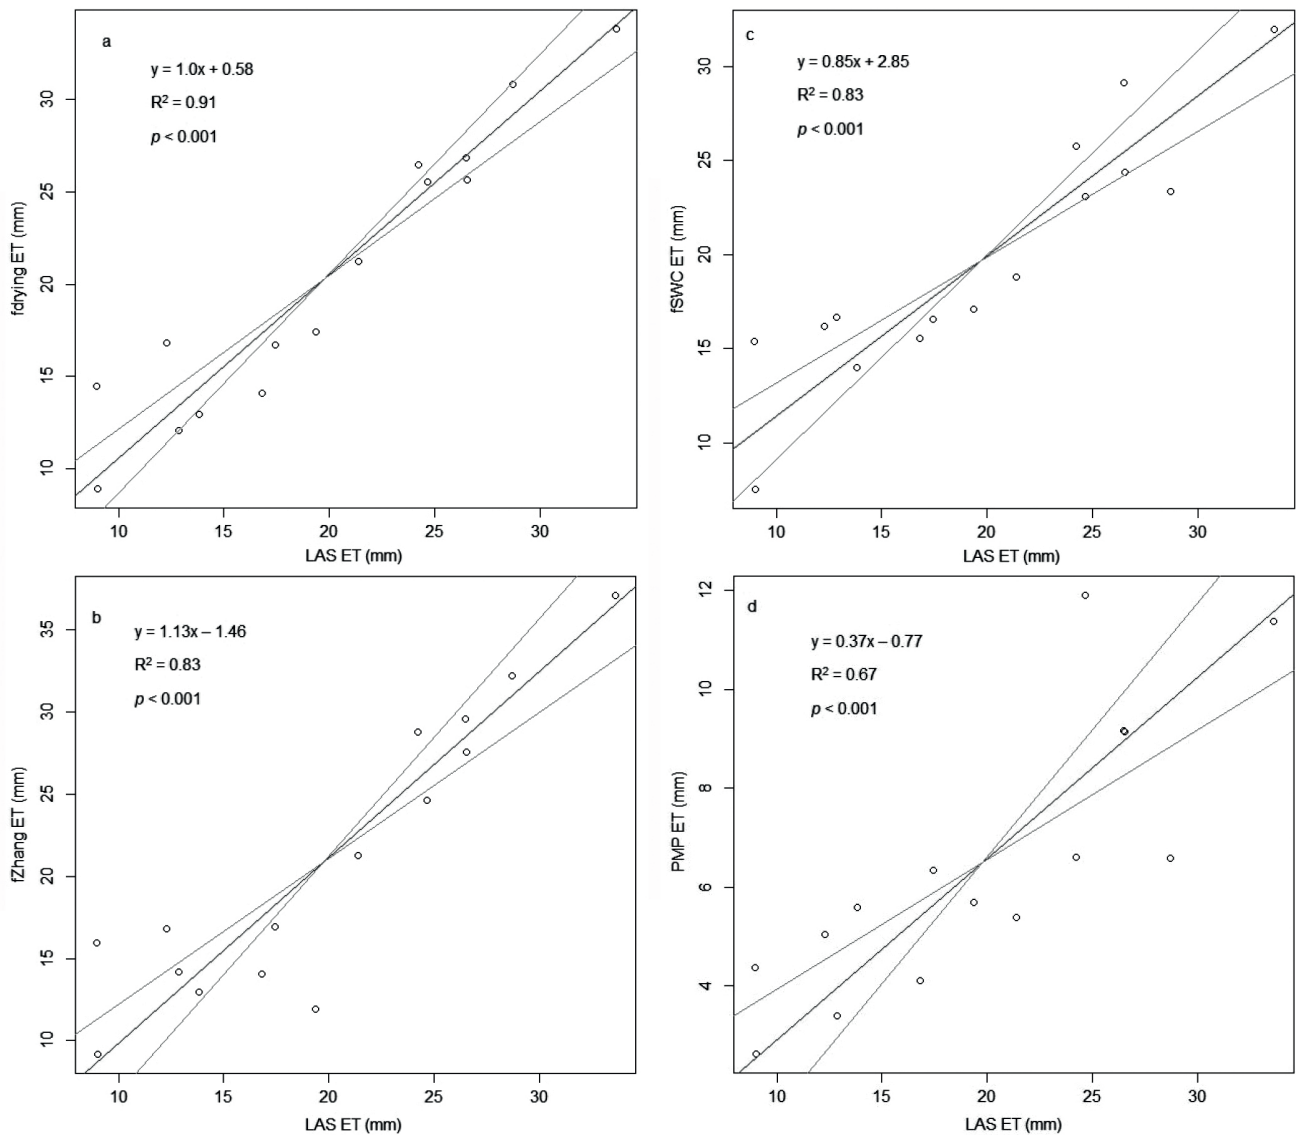 a
y = 1.0x + 0.58
R² = 0.91
p < 0.001
30
25
20
15
10
fdrying ET (mm)
10 15 20 25 30
LAS ET (mm)
c
y = 0.85x + 2.85
R² = 0.83
p < 0.001
30
25
20
15
10
fSWC ET (mm)
10 15 20 25 30
LAS ET (mm)
b
y = 1.13x – 1.46
R² = 0.83
p < 0.001
35
30
25
20
15
10
fZhang ET (mm)
10 15 20 25 30
LAS ET (mm)
d
y = 0.37x – 0.77
R² = 0.67
p < 0.001
12
10
8
6
4
PMP ET (mm)
10 15 20 25 30
LAS ET (mm)